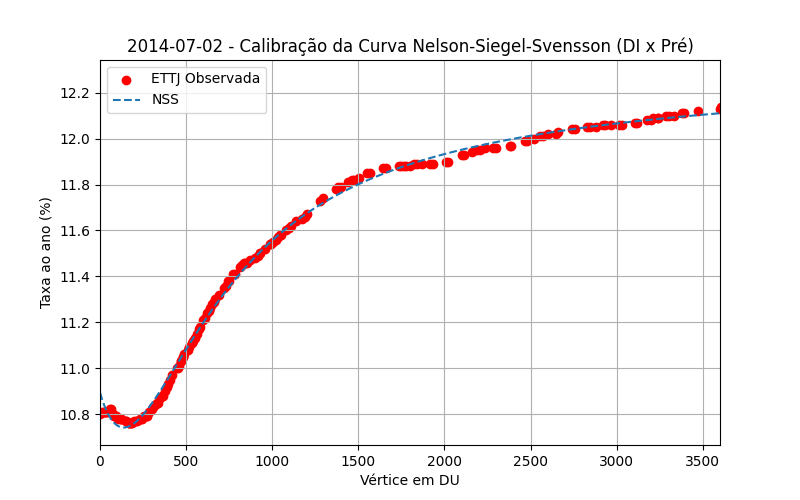 2014-07-02 - Calibração da Curva Nelson-Siegel-Svensson (DI x Pré)
ETTJ Observada
NSS
Taxa ao ano (%)
12.2
12.0
11.8
11.6
11.4
11.2
11.0
10.8
0 500 1000 1500 2000 2500 3000 3500
Vértice em DU